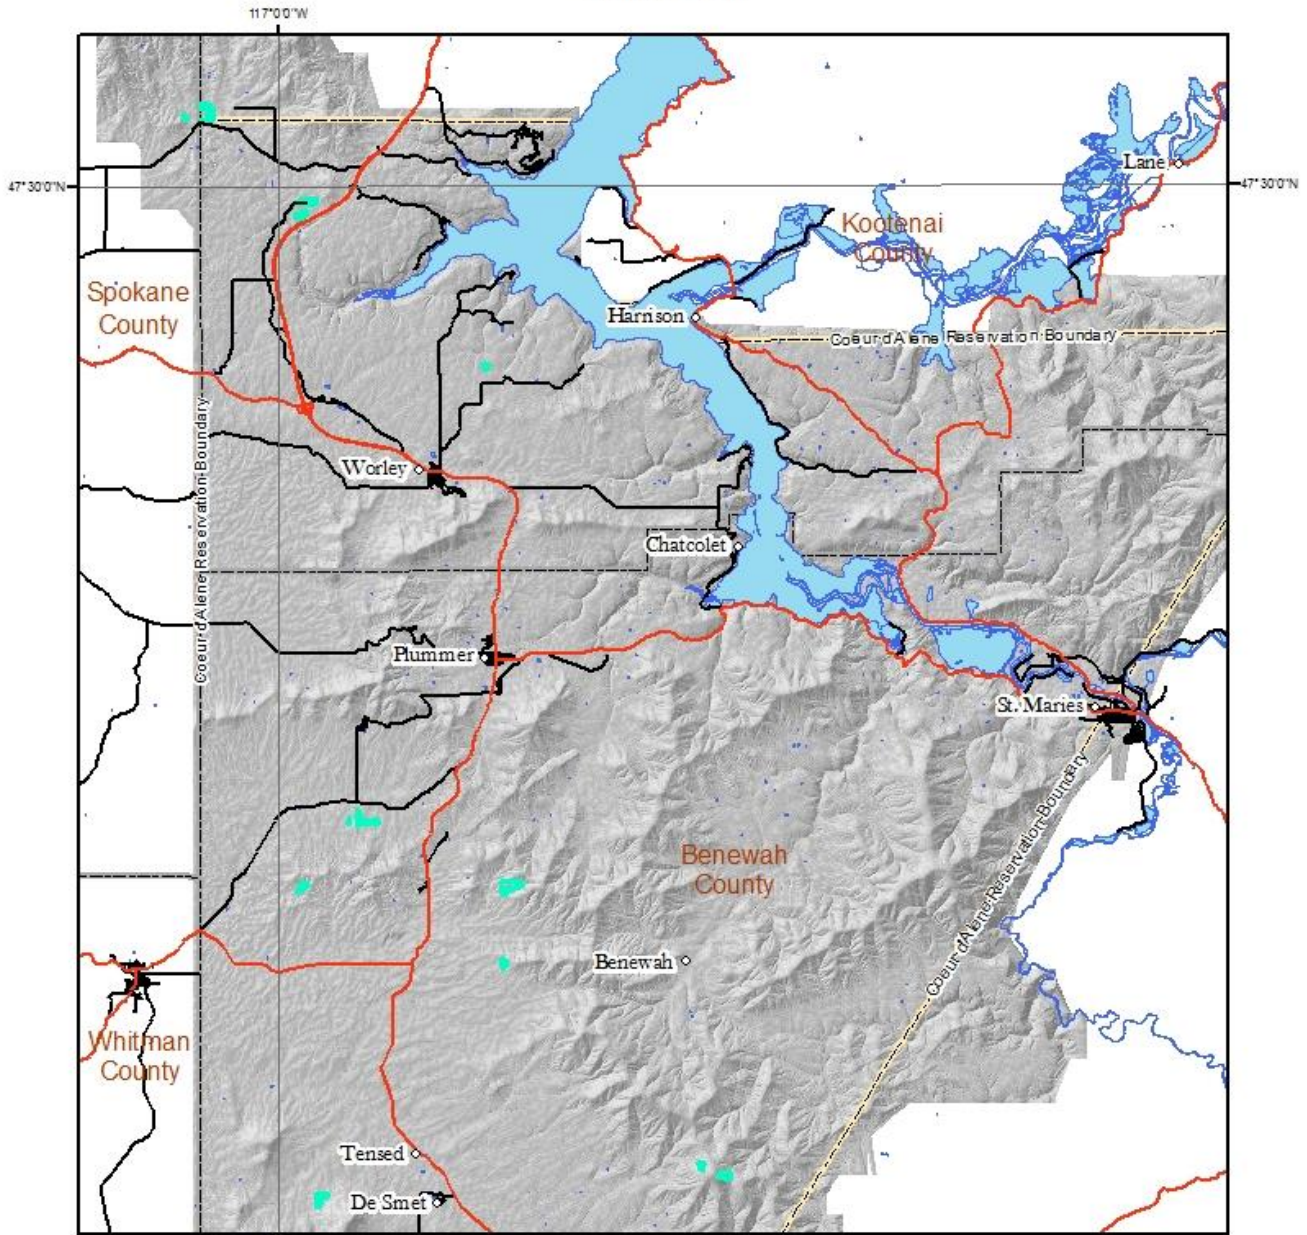 117°0'0"W
47°30'0"N
47°30'0"N
Lane
Kootenai
County
Spokane
County
Harrison
Coeur d'Alene Reservation Boundary
Coeur d'Alene Reservation Boundary
Worley
Chatcolet
Plummer
St. Maries
Coeur d'Alene Reservation Boundary
Benewah
County
Benewah
Whitman
County
Tensed
De Smet